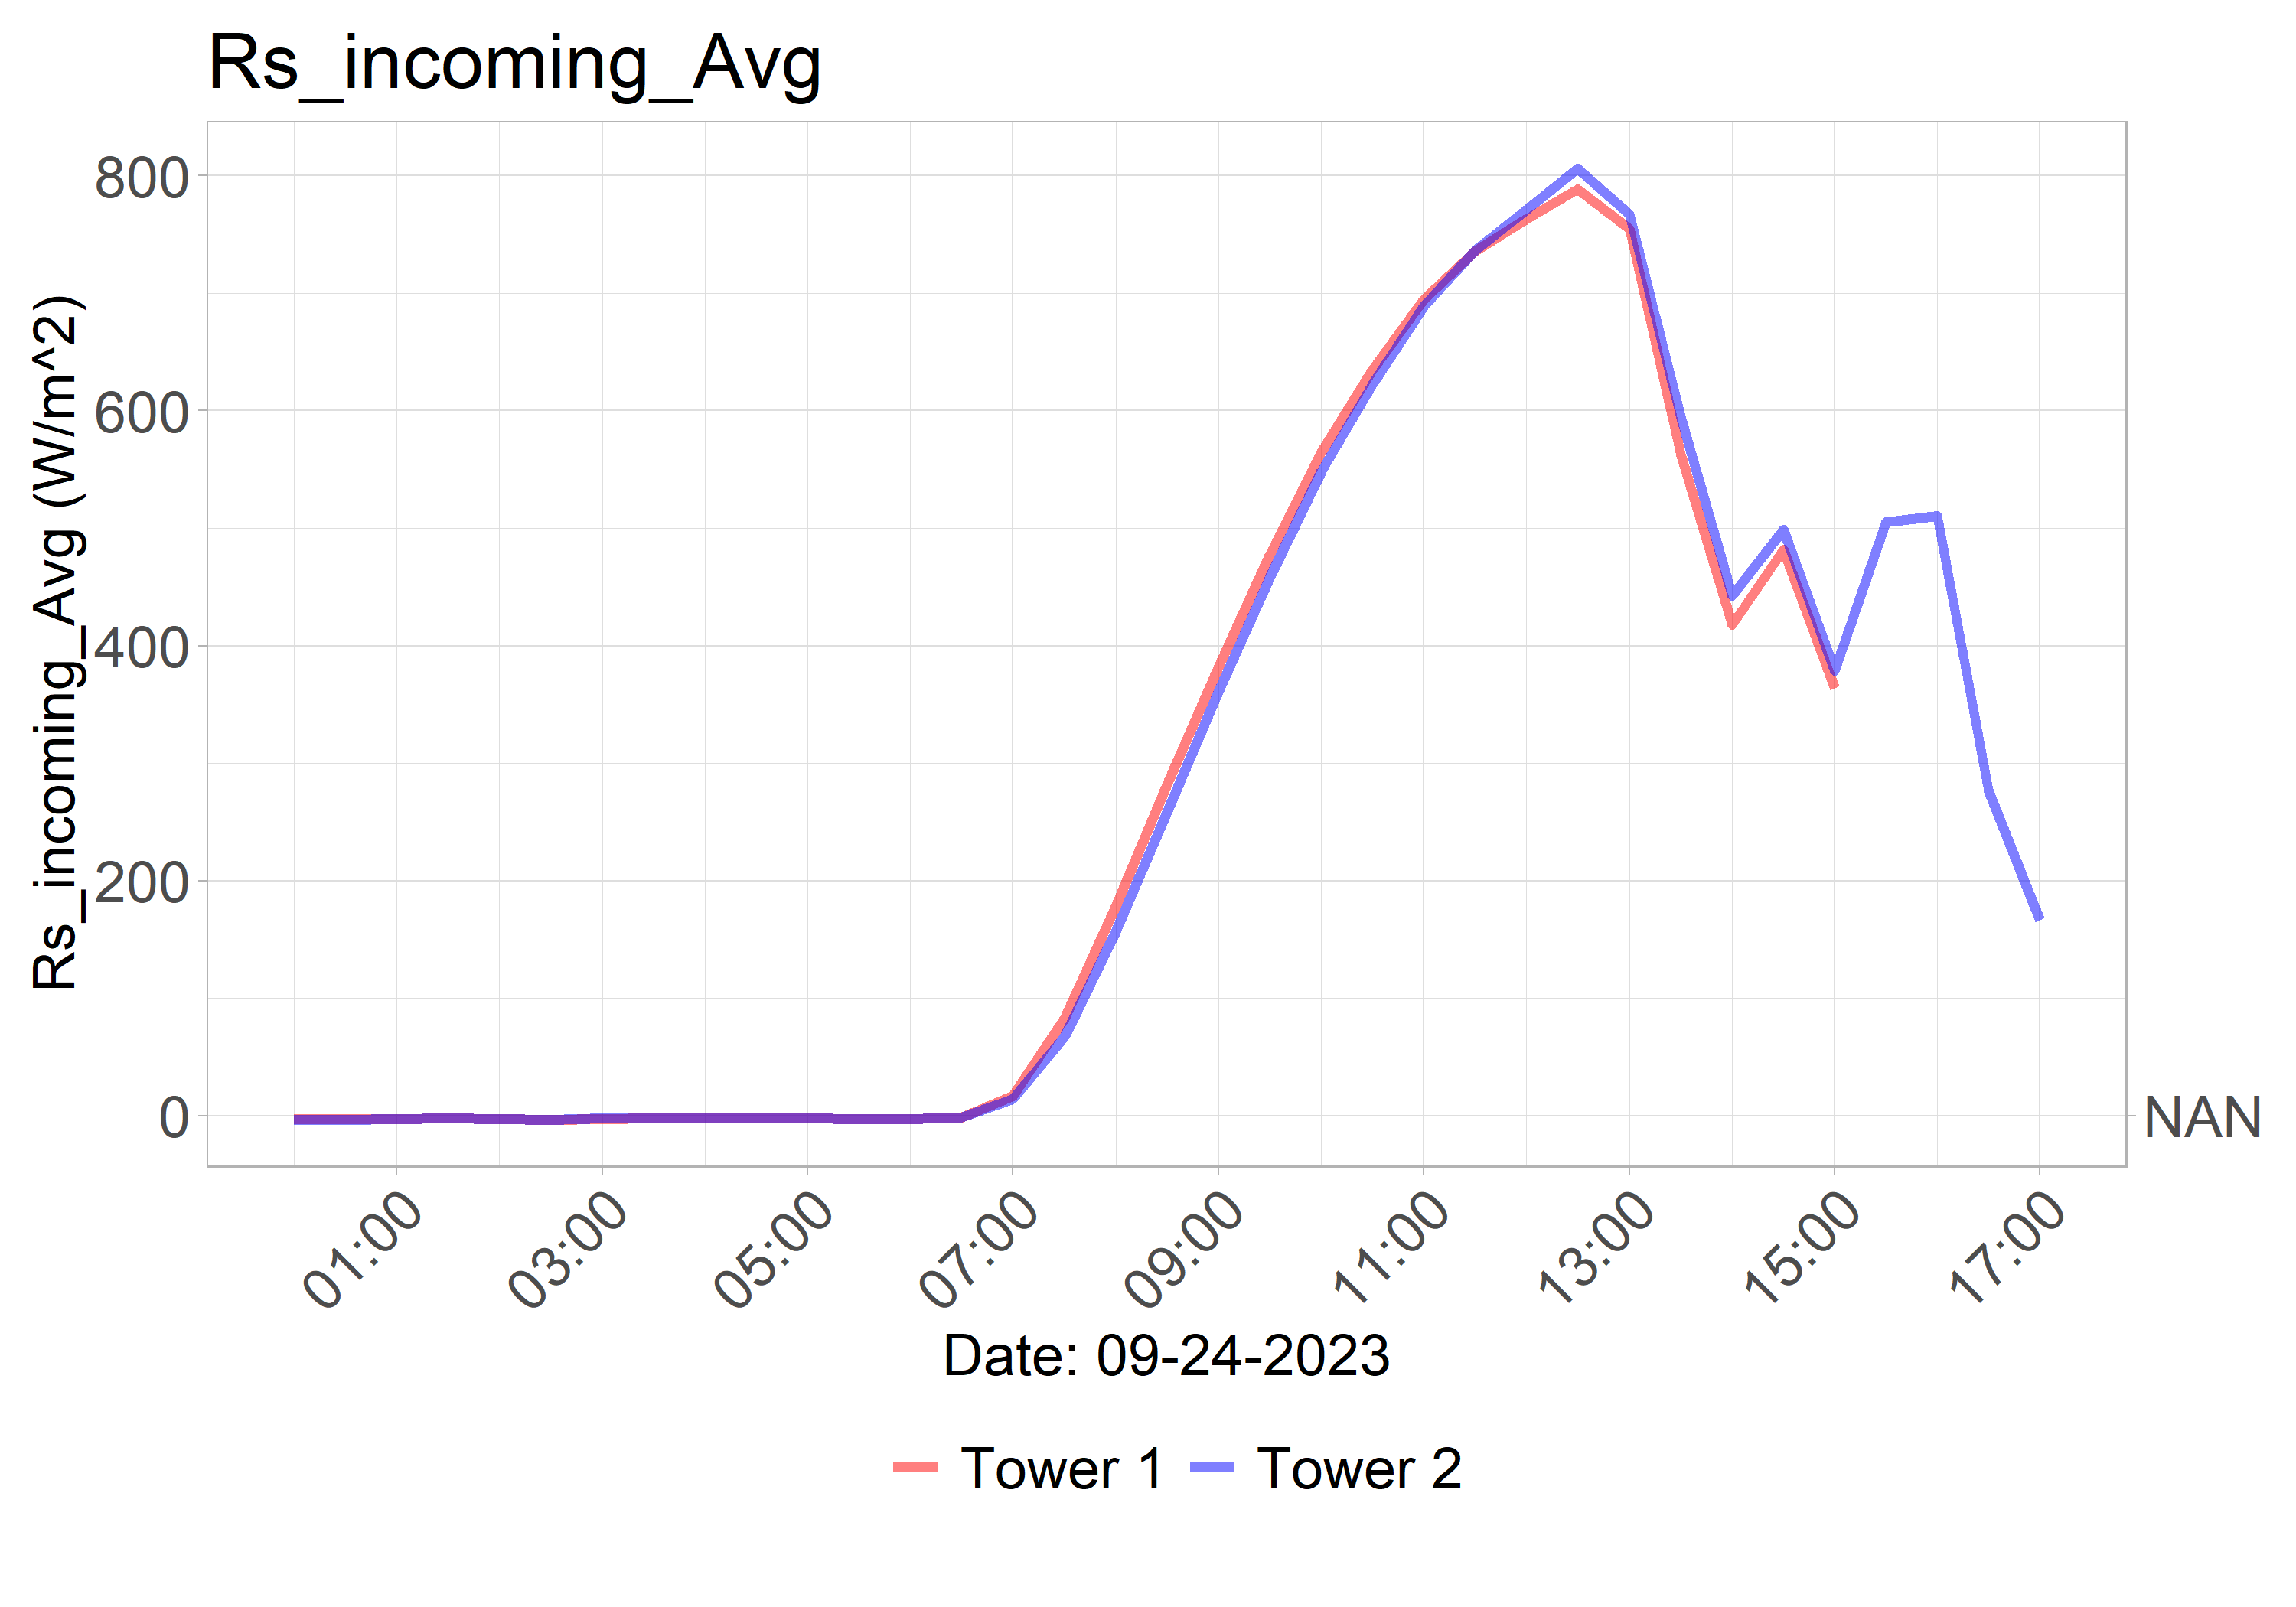 Rs_incoming_Avg
Rs_incoming_Avg (W/m^2)
800
600
400
200
0
NAN
01:00
03:00
05:00
07:00
09:00
11:00
13:00
15:00
17:00
Date: 09-24-2023
Tower 1
Tower 2